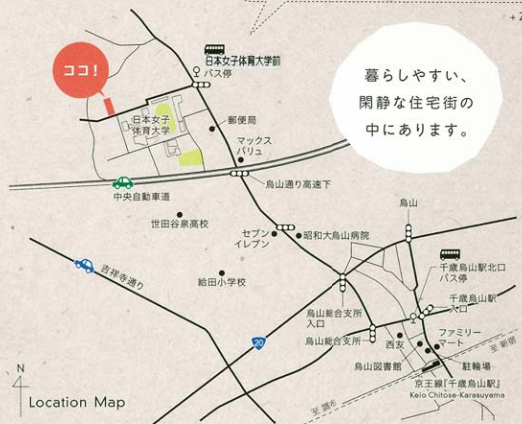 +2
日本女子体育大学前
バス停
ココ！
暮らしやすい、
閑静な住宅街の
中にあります。
日本女子
体育大学
郵便局
マックス
バリュ
中央自動車道
烏山通り高速下
世田谷泉高校
烏山
セブン
イレブン
昭和大烏山病院
千歳烏山駅北口
バス停
吉祥寺通り
給田小学校
千歳烏山駅
入口
烏山総合支所
入口
烏山総合支所
西友
ファミリー
マート
20
烏山図書館
駐輪場
至 新宿
京王線『千歳烏山駅』
Keio Chitose-Karasuyama
至 調布
N
Location Map